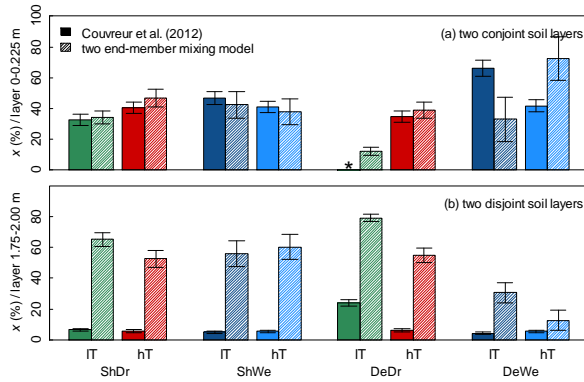 Couvreur et al. (2012)
two end-member mixing model
(a) two conjoint soil layers
x (%) / layer 0-0.225 m
100
80
60
40
20
0
*
(b) two disjoint soil layers
x (%) / layer 1.75-2.00 m
80
60
40
20
0
lT hT lT hT lT hT lT hT
ShDr ShWe DeDr DeWe